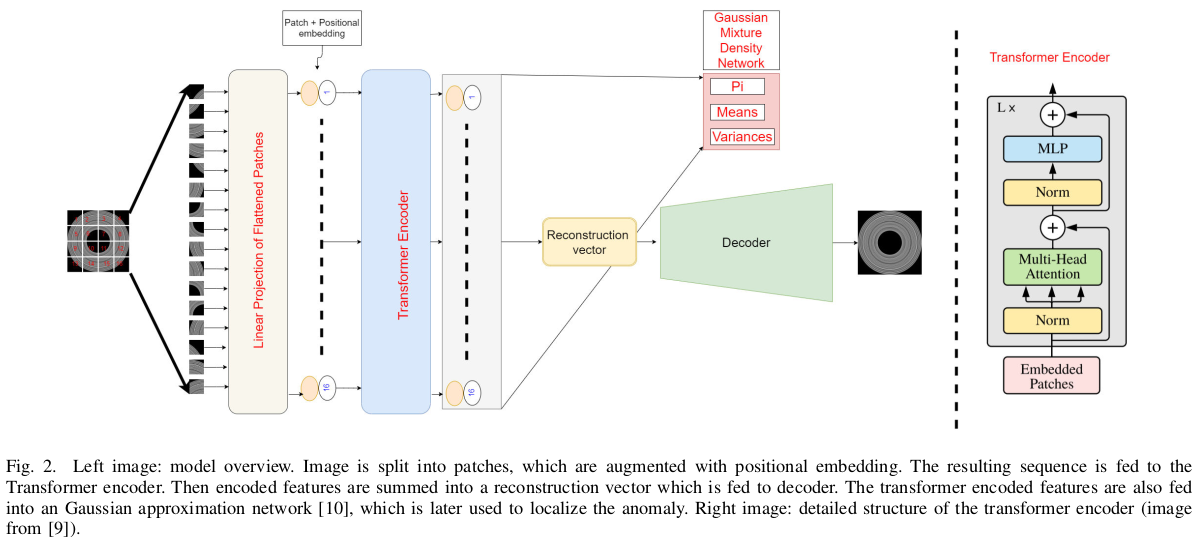 Patch + Positional
embedding
Linear Projection of Flattened Patches
1
16
Transformer Encoder
1
16
Gaussian
Mixture
Density
Network
Pi
Means
Variances
Reconstruction
vector
Decoder
Transformer Encoder
L x
+
MLP
Norm
+
Multi-Head
Attention
Norm
Embedded
Patches
Fig. 2. Left image: model overview. Image is split into patches, which are augmented with positional embedding. The resulting sequence is fed to the
Transformer encoder. Then encoded features are summed into a reconstruction vector which is fed to decoder. The transformer encoded features are also fed
into an Gaussian approximation network [10], which is later used to localize the anomaly. Right image: detailed structure of the transformer encoder (image
from [9]).